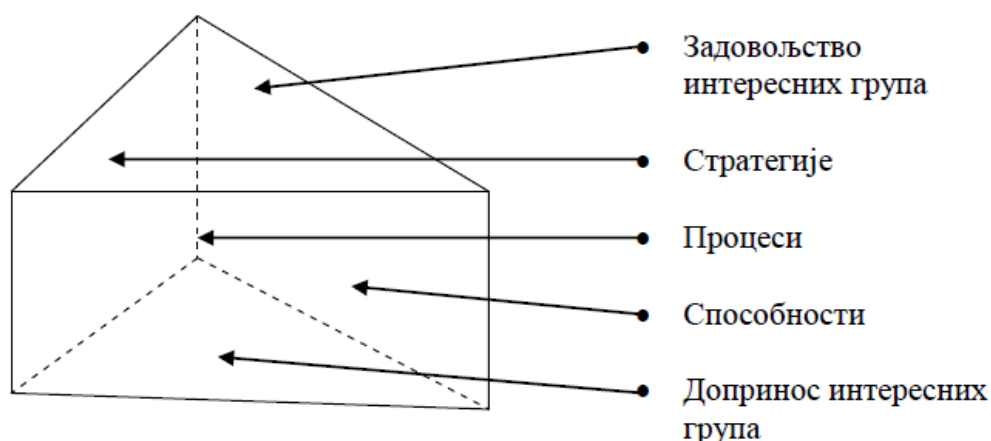 Задовољство
интересних група
Стратегије
Процеси
Способности
Допринос интересних
група